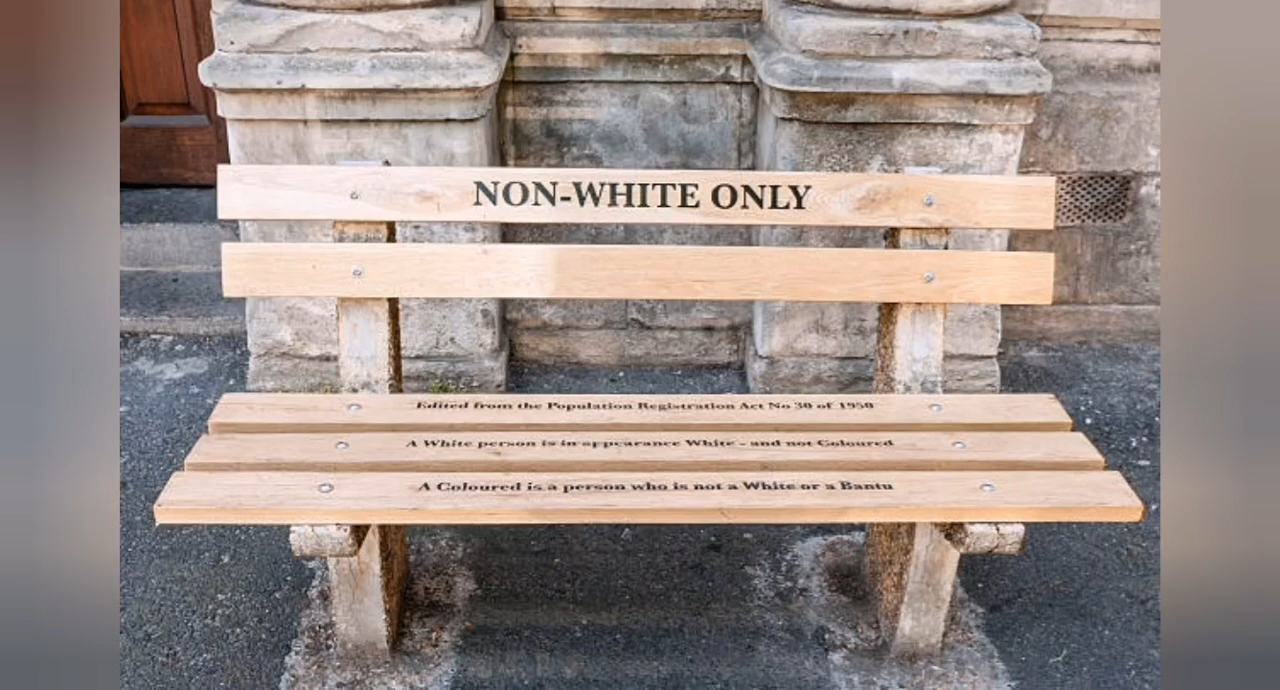 NON-WHITE ONLY
Edited from the Population Registration Act No 30 of 1950
A White person is in appearance White - and not Coloured
A Coloured is a person who is not a White or a Bantu